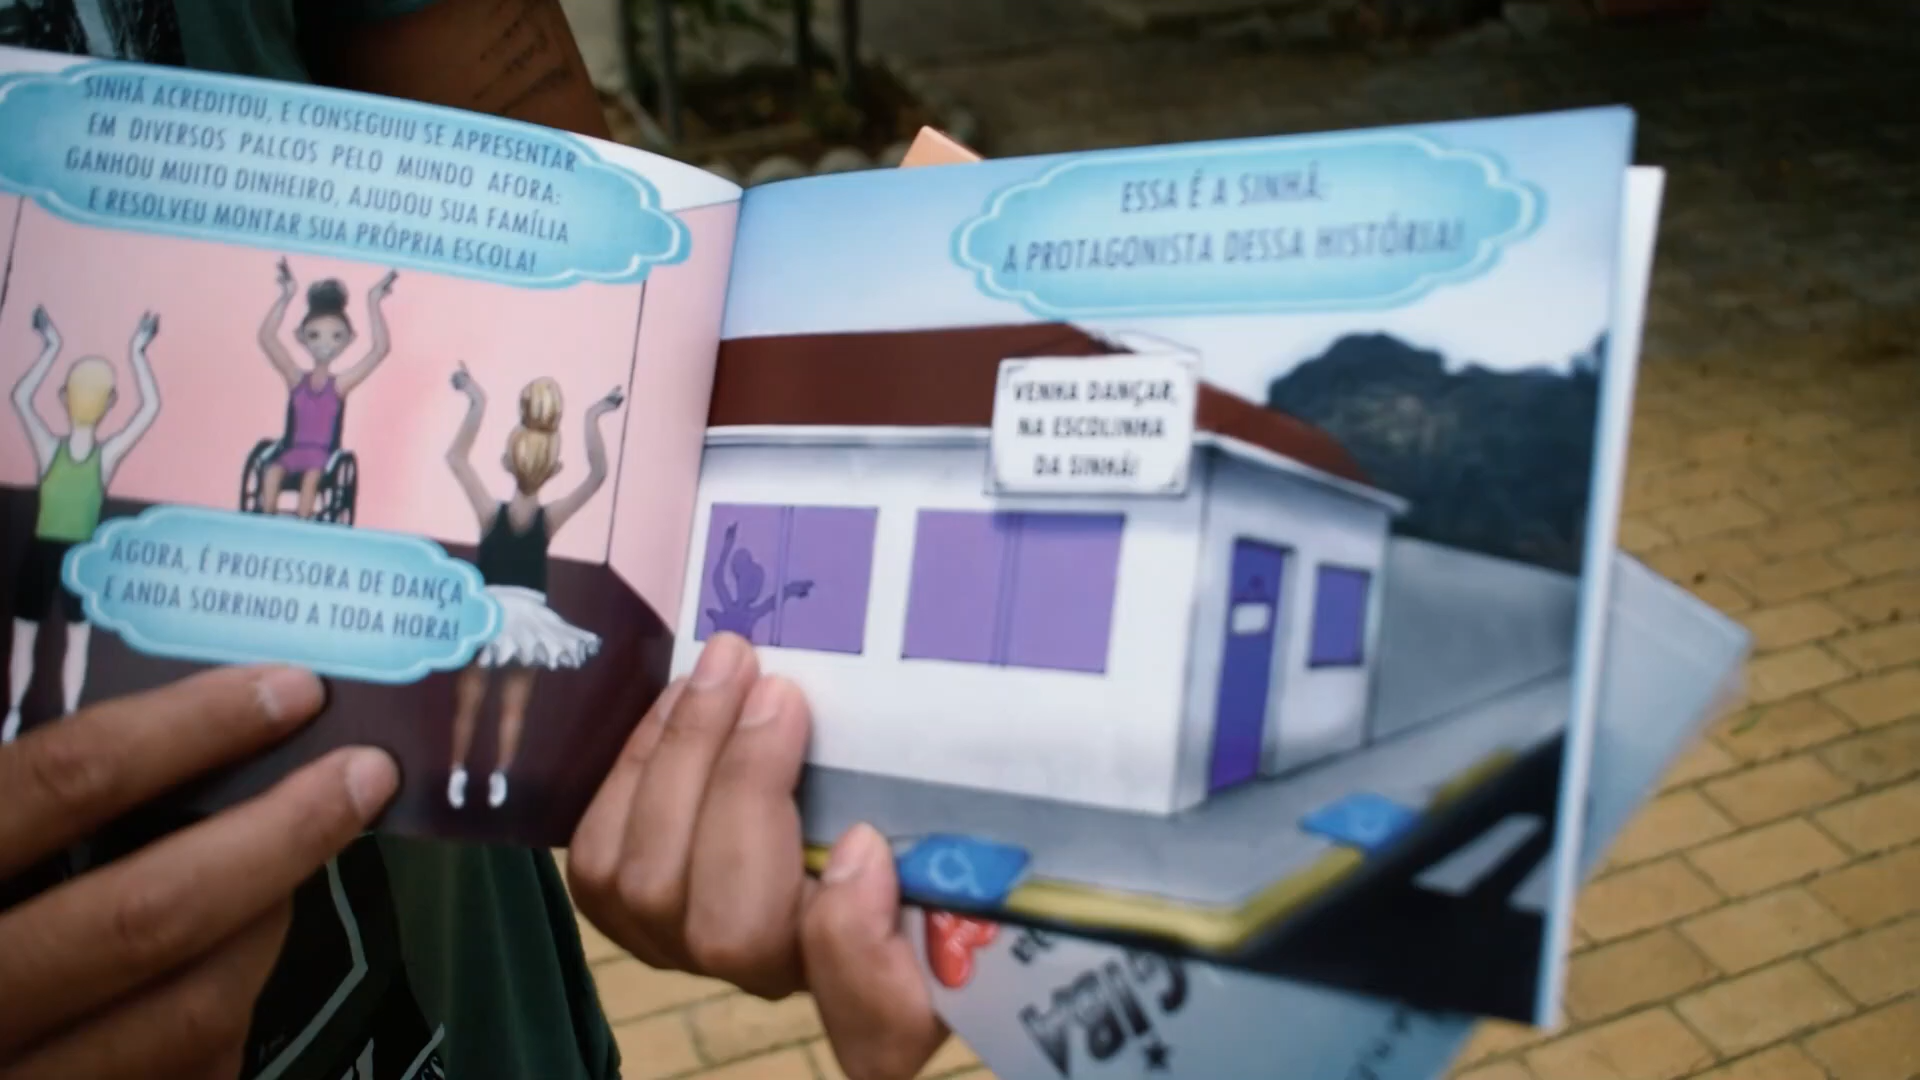 SINHÁ ACREDITOU, E CONSEGUIU SE APRESENTAR
EM DIVERSOS PALCOS PELO MUNDO AFORA:
GANHOU MUITO DINHEIRO, AJUDOU SUA FAMÍLIA
E RESOLVEU MONTAR SUA PRÓPRIA ESCOLA!
AGORA, É PROFESSORA DE DANÇA
E ANDA SORRINDO A TODA HORA!
ESSA É A SINHÁ:
A PROTAGONISTA DESSA HISTÓRIA!
VENHA DANÇAR,
NA ESCOLINHA
DA SINHÁ!
GIBA